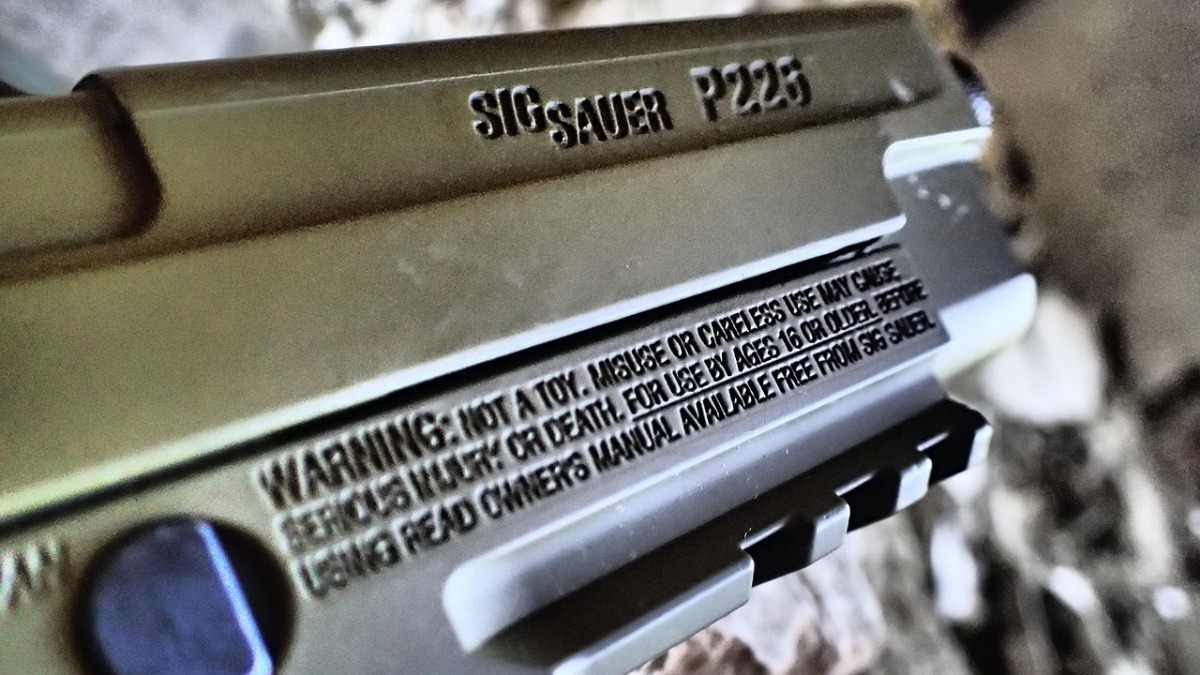 SIG SAUER P226
WARNING: NOT A TOY. MISUSE OR CARELESS USE MAY CAUSE
SERIOUS INJURY OR DEATH. FOR USE BY AGES 16 OR OLDER. BEFORE
USING READ OWNER'S MANUAL AVAILABLE FREE FROM SIG SAUER.